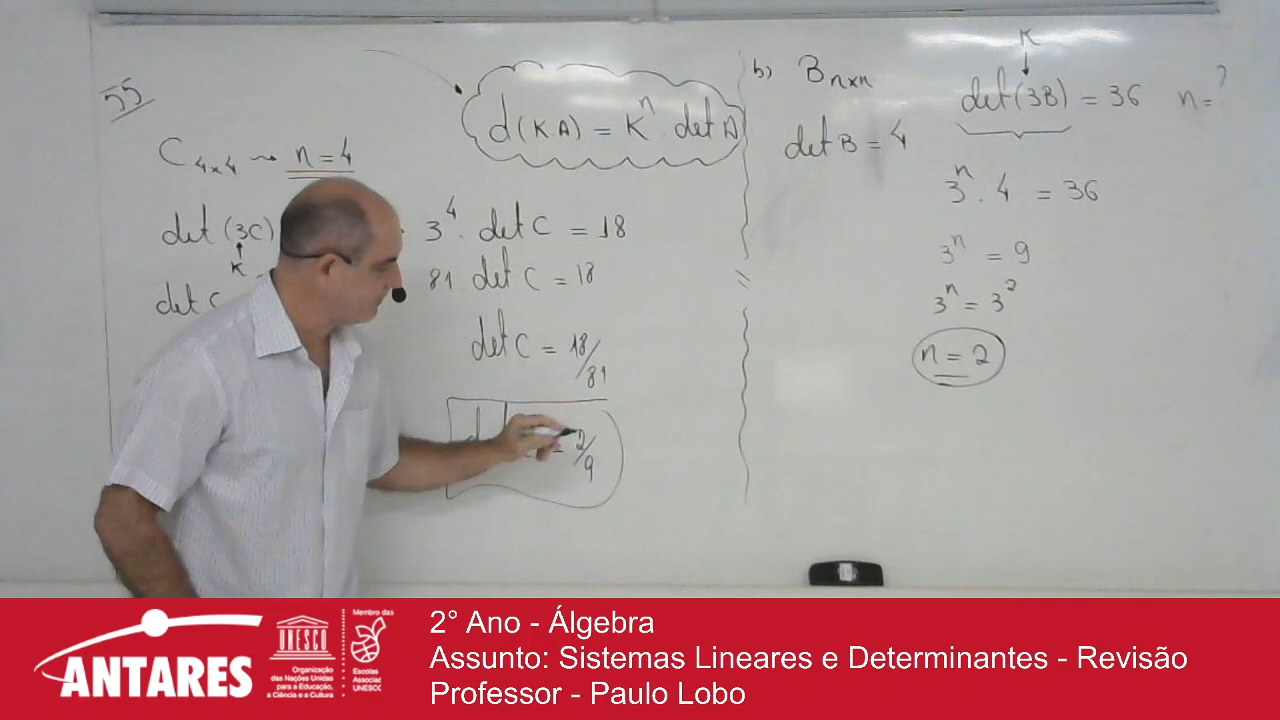 55
C₄ₓ₄ → n = 4
det (3C)
K
det C
d(K.A) = Kⁿ. det A
3⁴. det C = 18
81 det C = 18
det C = 18/81
= 2/9
b) Bₙₓₙ
K
det (3B) = 36 n = ?
det B = 4
3ⁿ. 4 = 36
3ⁿ = 9
3ⁿ = 3²
n = 2
ANTARES
UNESCO
Organização
das Nações Unidas
para a Educação,
a Ciência e a Cultura
Membro das
Escolas
UNESCO
2° Ano - Álgebra
Assunto: Sistemas Lineares e Determinantes - Revisão
Professor - Paulo Lobo